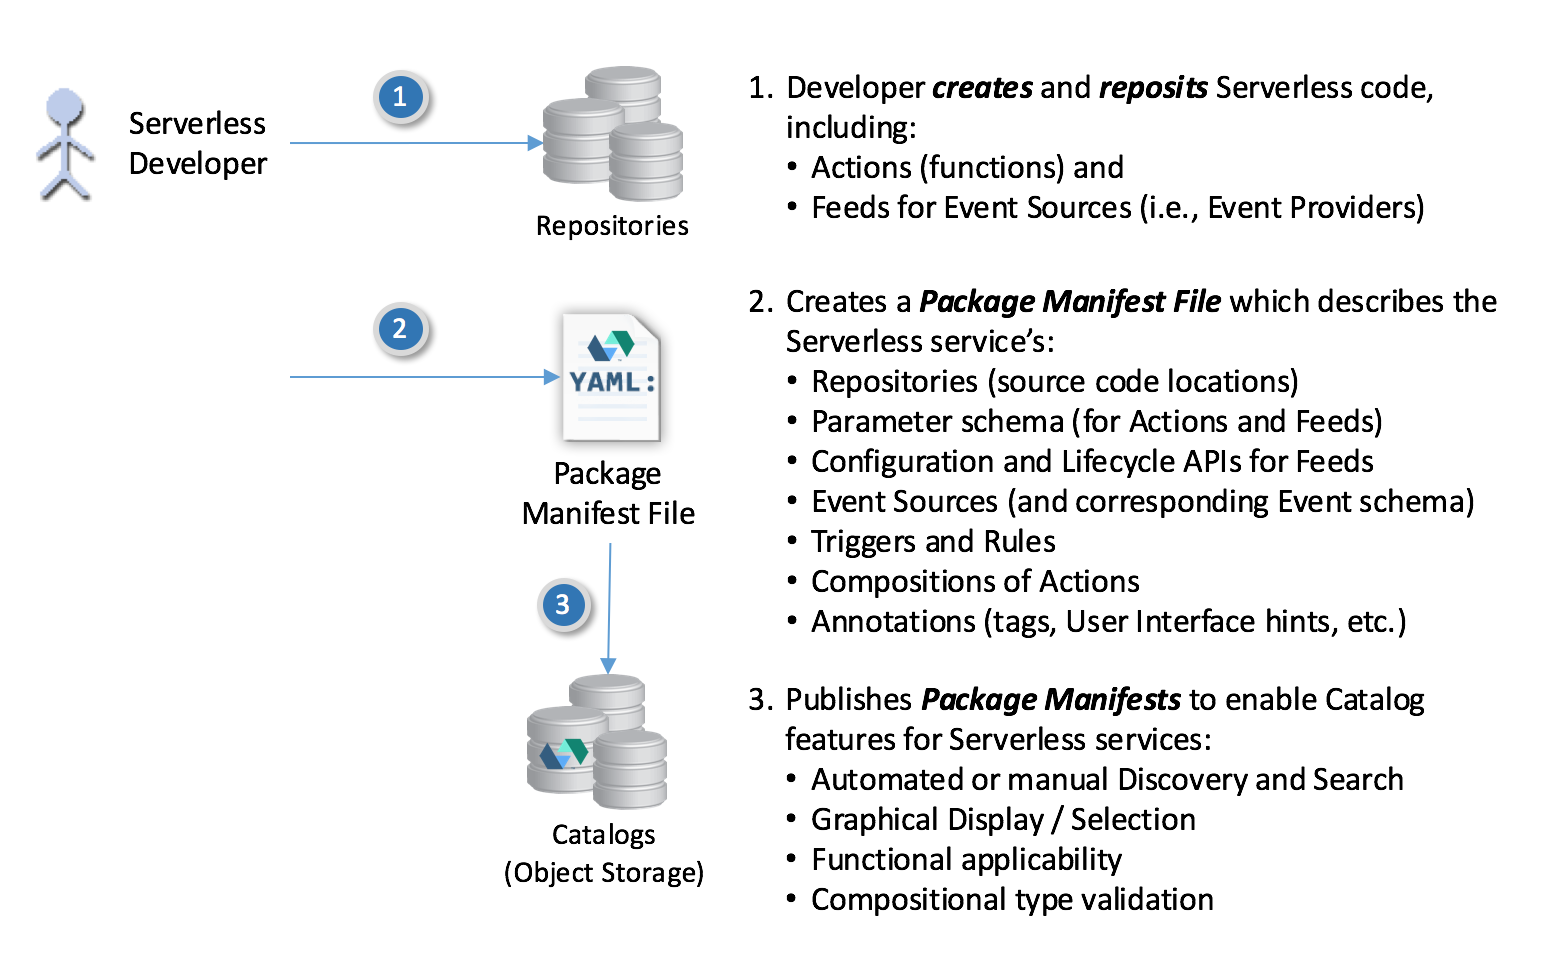 1
Serverless
Developer
Repositories
1. Developer creates and reposits Serverless code,
including:
• Actions (functions) and
• Feeds for Event Sources (i.e., Event Providers)
2
YAML:
Package
Manifest File
2. Creates a Package Manifest File which describes the
Serverless service’s:
• Repositories (source code locations)
• Parameter schema (for Actions and Feeds)
• Configuration and Lifecycle APIs for Feeds
• Event Sources (and corresponding Event schema)
• Triggers and Rules
• Compositions of Actions
• Annotations (tags, User Interface hints, etc.)
3
Catalogs
(Object Storage)
3. Publishes Package Manifests to enable Catalog
features for Serverless services:
• Automated or manual Discovery and Search
• Graphical Display / Selection
• Functional applicability
• Compositional type validation